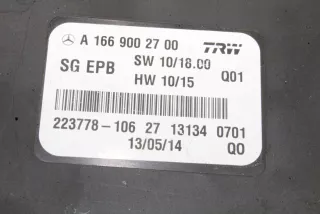 A 166 900 27 00 TRW
SG EPB SW 10/18.00 Q01
HW 10/15
223778-106 27 13134 0701
13/05/14 QO